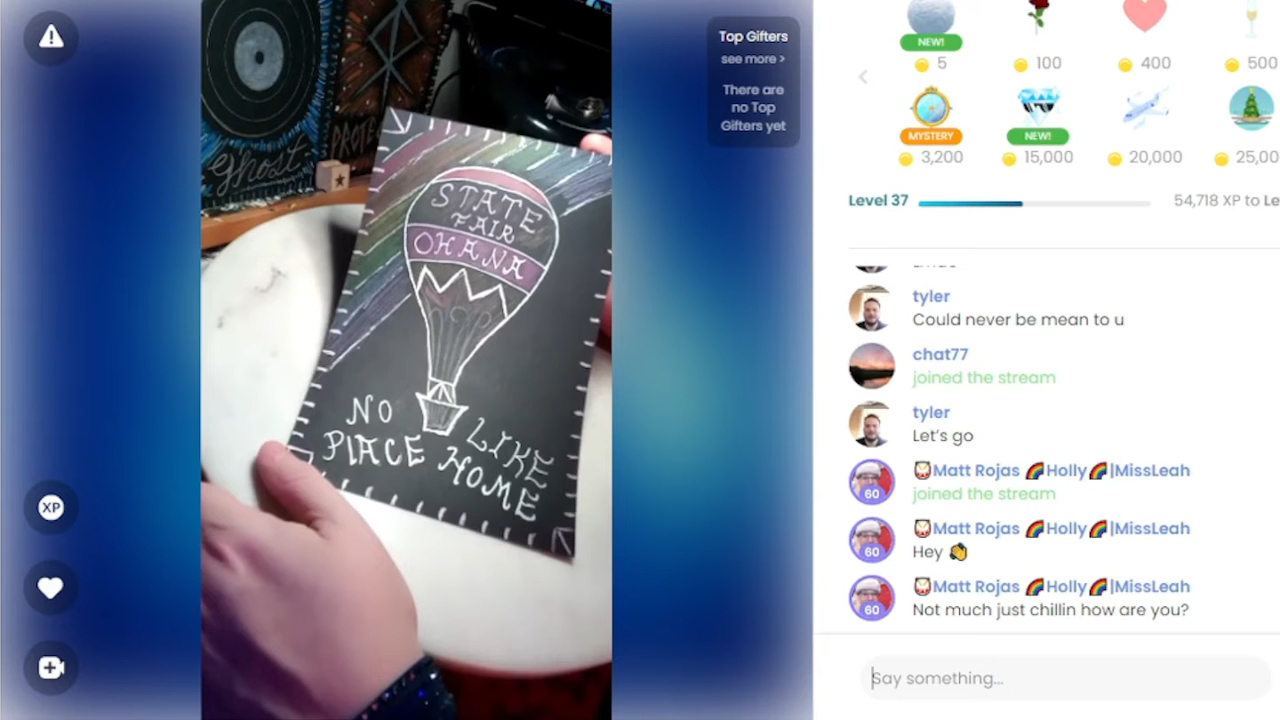 Ghost
STATE
FAIR
OHANA
NO
PLACE
LIKE
HOME
XP
Top Gifters
see more >
There are
no Top
Gifters yet
NEW!
5
100
400
500
MYSTERY
NEW!
3,200
15,000
20,000
25,00
Level 37
54,718 XP to Le
tyler
Could never be mean to u
chat77
joined the stream
tyler
Let's go
60
Matt Rojas 🌈Holly🌈|MissLeah
joined the stream
60
Matt Rojas 🌈Holly🌈|MissLeah
Hey 👏
60
Matt Rojas 🌈Holly🌈|MissLeah
Not much just chillin how are you?
Say something...